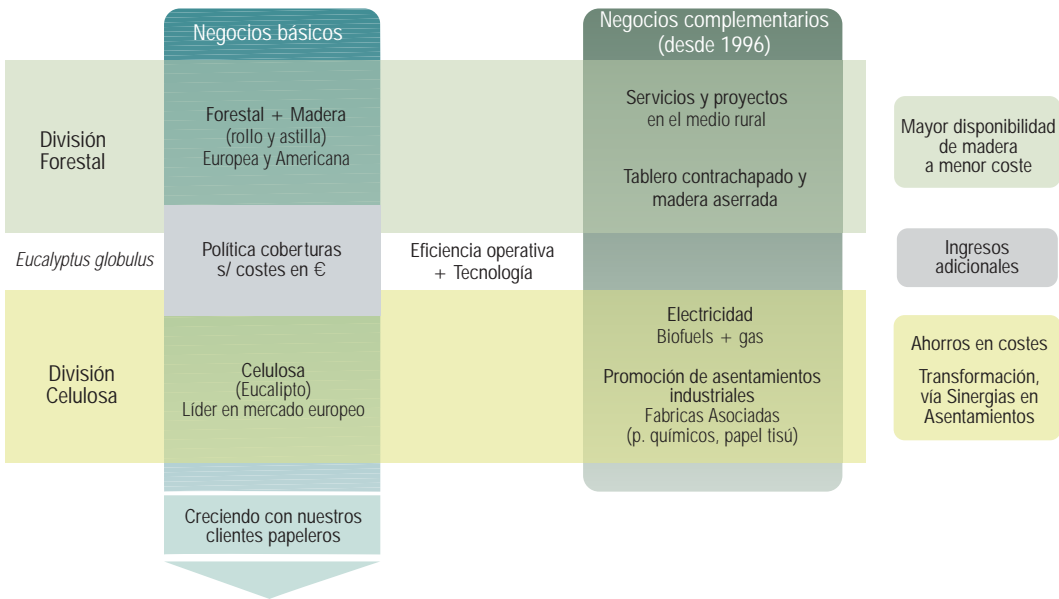 Negocios básicos
Negocios complementarios
(desde 1996)
División
Forestal
Forestal + Madera
(rollo y astilla)
Europea y Americana
Servicios y proyectos
en el medio rural
Tablero contrachapado y
madera aserrada
Mayor disponibilidad
de madera
a menor coste
Eucalyptus globulus
Política coberturas
s/ costes en €
Eficiencia operativa
+ Tecnología
Ingresos
adicionales
División
Celulosa
Celulosa
(Eucalipto)
Líder en mercado europeo
Electricidad
Biofuels + gas
Promoción de asentamientos
industriales
Fabricas Asociadas
(p. químicos, papel tisú)
Ahorros en costes
Transformación,
vía Sinergias en
Asentamientos
Creciendo con nuestros
clientes papeleros